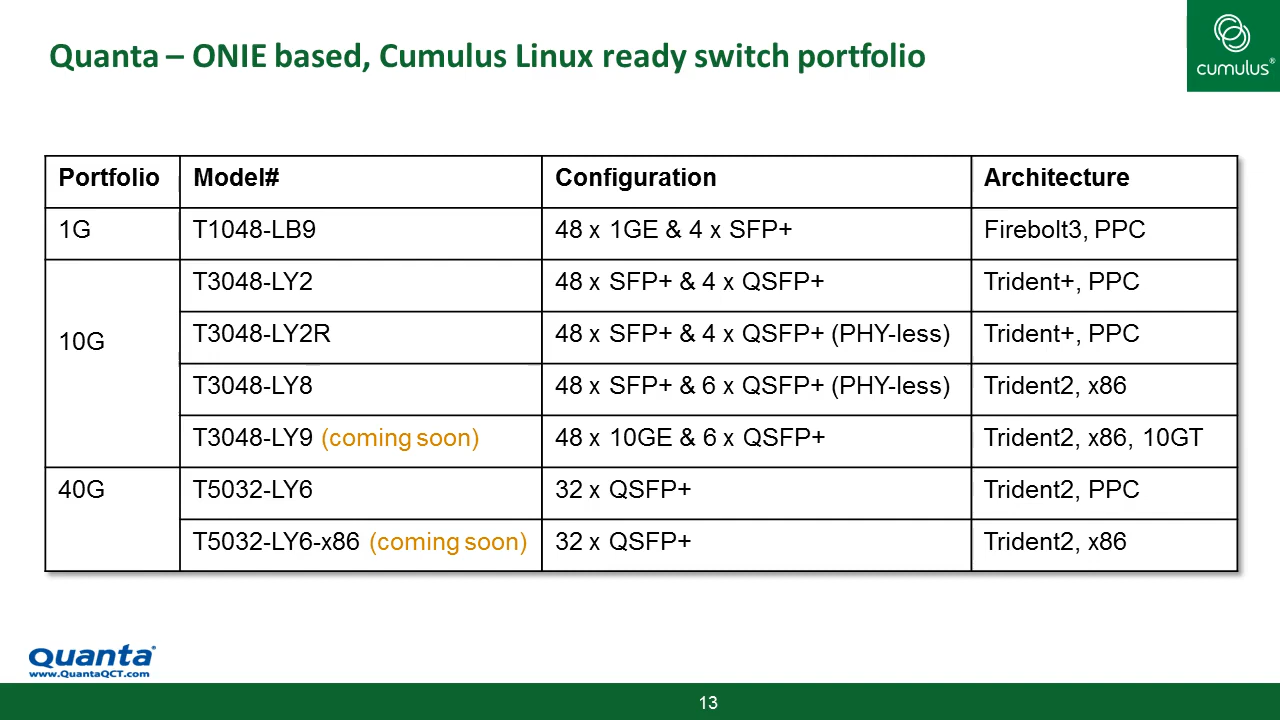 Quanta – ONIE based, Cumulus Linux ready switch portfolio
cumulus®
Portfolio Model# Configuration Architecture
1G T1048-LB9 48 x 1GE & 4 x SFP+ Firebolt3, PPC
10G T3048-LY2 48 x SFP+ & 4 x QSFP+ Trident+, PPC
T3048-LY2R 48 x SFP+ & 4 x QSFP+ (PHY-less) Trident+, PPC
T3048-LY8 48 x SFP+ & 6 x QSFP+ (PHY-less) Trident2, x86
T3048-LY9 (coming soon) 48 x 10GE & 6 x QSFP+ Trident2, x86, 10GT
40G T5032-LY6 32 x QSFP+ Trident2, PPC
T5032-LY6-x86 (coming soon) 32 x QSFP+ Trident2, x86
Quanta
www.QuantaQCT.com
13